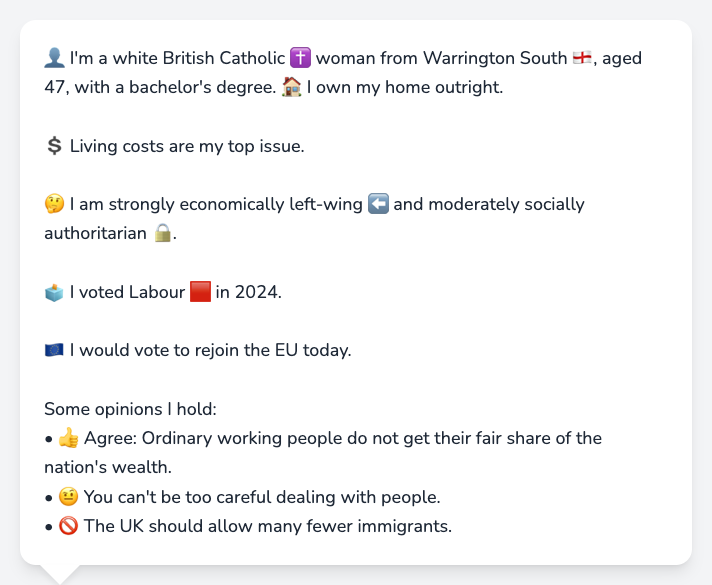 👤 I'm a white British Catholic ✝️ woman from Warrington South 🏴󠁧󠁢󠁥󠁮󠁧󠁿, aged
47, with a bachelor's degree. 🏠 I own my home outright.
💲 Living costs are my top issue.
🤔 I am strongly economically left-wing ⬅️ and moderately socially
authoritarian 🔒.
🗳️ I voted Labour 🟥 in 2024.
🇪🇺 I would vote to rejoin the EU today.
Some opinions I hold:
• 👍 Agree: Ordinary working people do not get their fair share of the
nation's wealth.
• 🤨 You can't be too careful dealing with people.
• 🚫 The UK should allow many fewer immigrants.